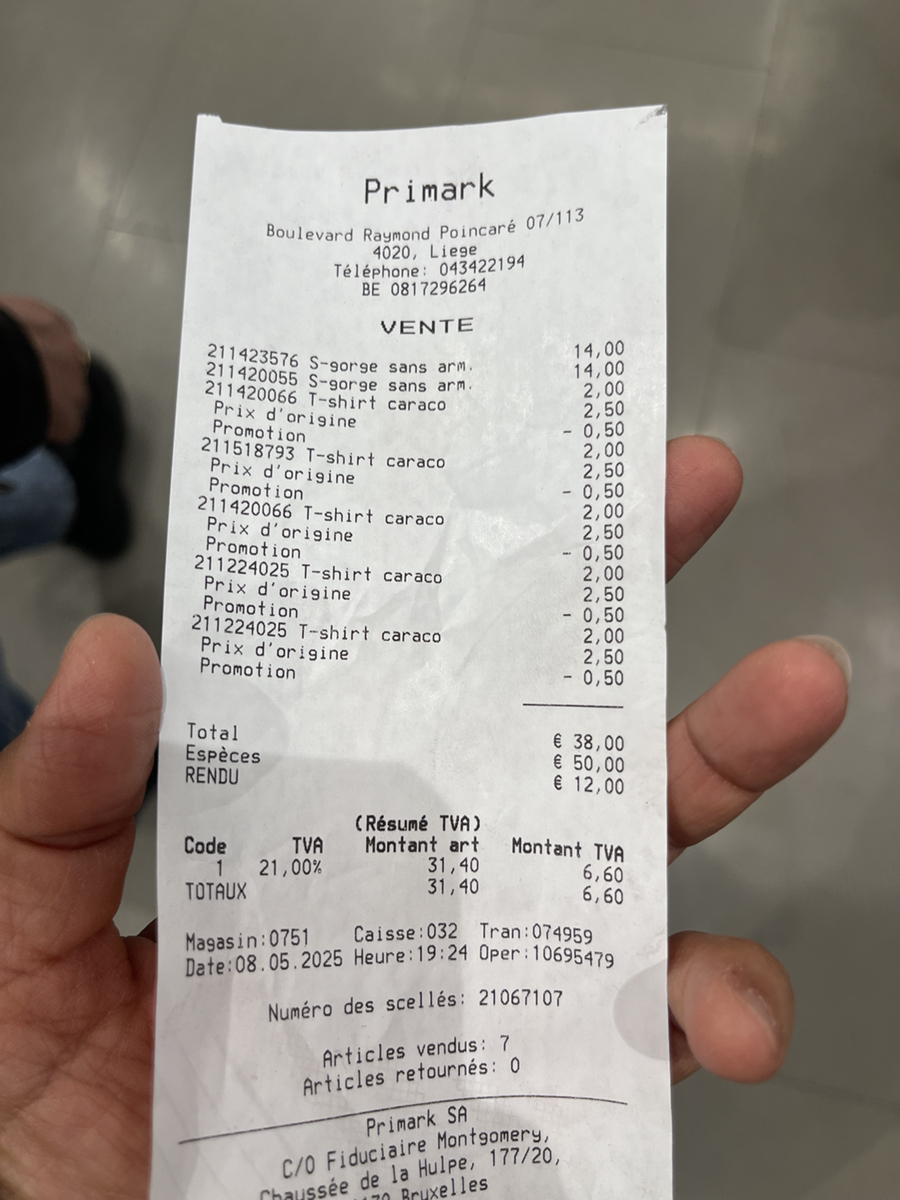 Primark
Boulevard Raymond Poincaré 07/113
4020, Liege
Téléphone: 043422194
BE 0817296264
VENTE
211423576 S-gorge sans arm. 14,00
211420055 S-gorge sans arm. 14,00
211420066 T-shirt caraco 2,00
Prix d'origine 2,50
Promotion - 0,50
211518793 T-shirt caraco 2,00
Prix d'origine 2,50
Promotion - 0,50
211420066 T-shirt caraco 2,00
Prix d'origine 2,50
Promotion - 0,50
211224025 T-shirt caraco 2,00
Prix d'origine 2,50
Promotion - 0,50
211224025 T-shirt caraco 2,00
Prix d'origine 2,50
Promotion - 0,50
Total € 38,00
Espèces € 50,00
RENDU € 12,00
(Résumé TVA)
Code TVA Montant art Montant TVA
1 21,00% 31,40 6,60
TOTAUX 31,40 6,60
Magasin:0751 Caisse:032 Tran:074959
Date:08.05.2025 Heure:19:24 Oper:10695479
Numéro des scellés: 21067107
Articles vendus: 7
Articles retournés: 0
Primark SA
C/O Fiduciaire Montgomery,
Chaussée de la Hulpe, 177/20,
Bruxelles